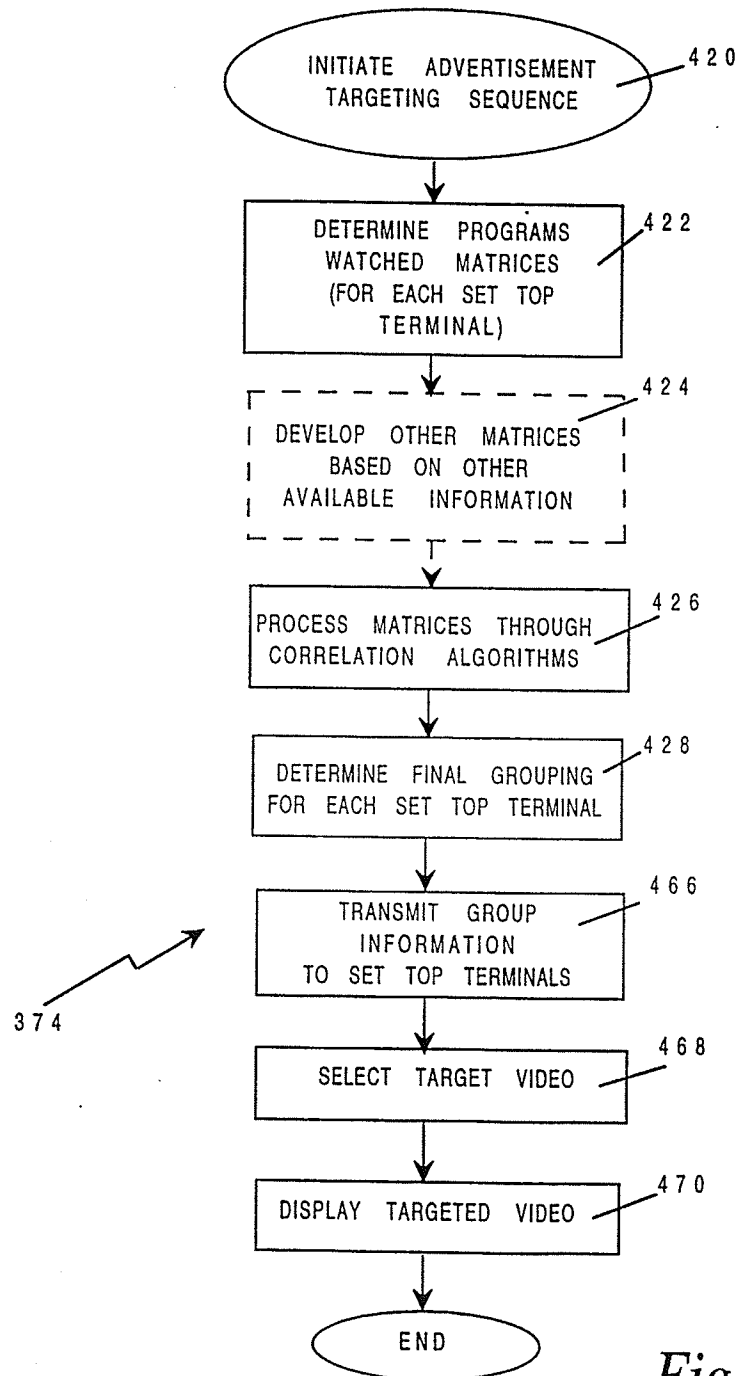 INITIATE ADVERTISEMENT
TARGETING SEQUENCE
420
DETERMINE PROGRAMS
WATCHED MATRICES
(FOR EACH SET TOP
TERMINAL)
422
DEVELOP OTHER MATRICES
BASED ON OTHER
AVAILABLE INFORMATION
424
PROCESS MATRICES THROUGH
CORRELATION ALGORITHMS
426
DETERMINE FINAL GROUPING
FOR EACH SET TOP TERMINAL
428
TRANSMIT GROUP
INFORMATION
TO SET TOP TERMINALS
466
374
SELECT TARGET VIDEO
468
DISPLAY TARGETED VIDEO
470
END
Fig